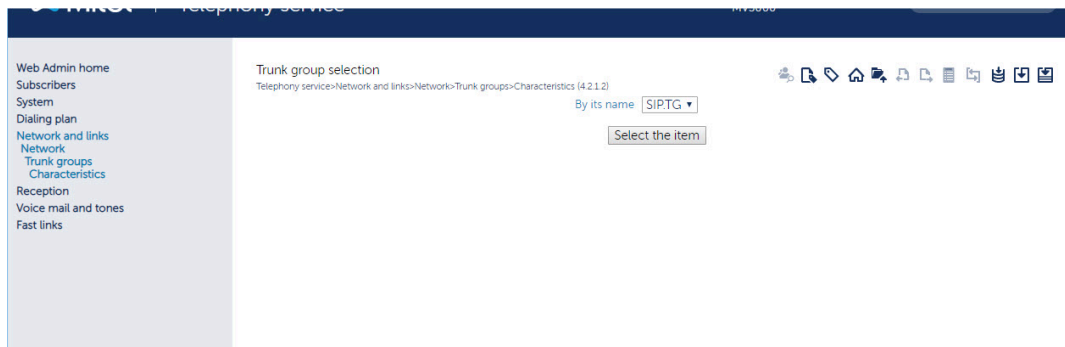 Mitel | Telephony service
MV5000
Web Admin home
Subscribers
System
Dialing plan
Network and links
Network
Trunk groups
Characteristics
Reception
Voice mail and tones
Fast links
Trunk group selection
Telephony service>Network and links>Network>Trunk groups>Characteristics (4.2.1.2)
By its name SIP.TG
Select the item